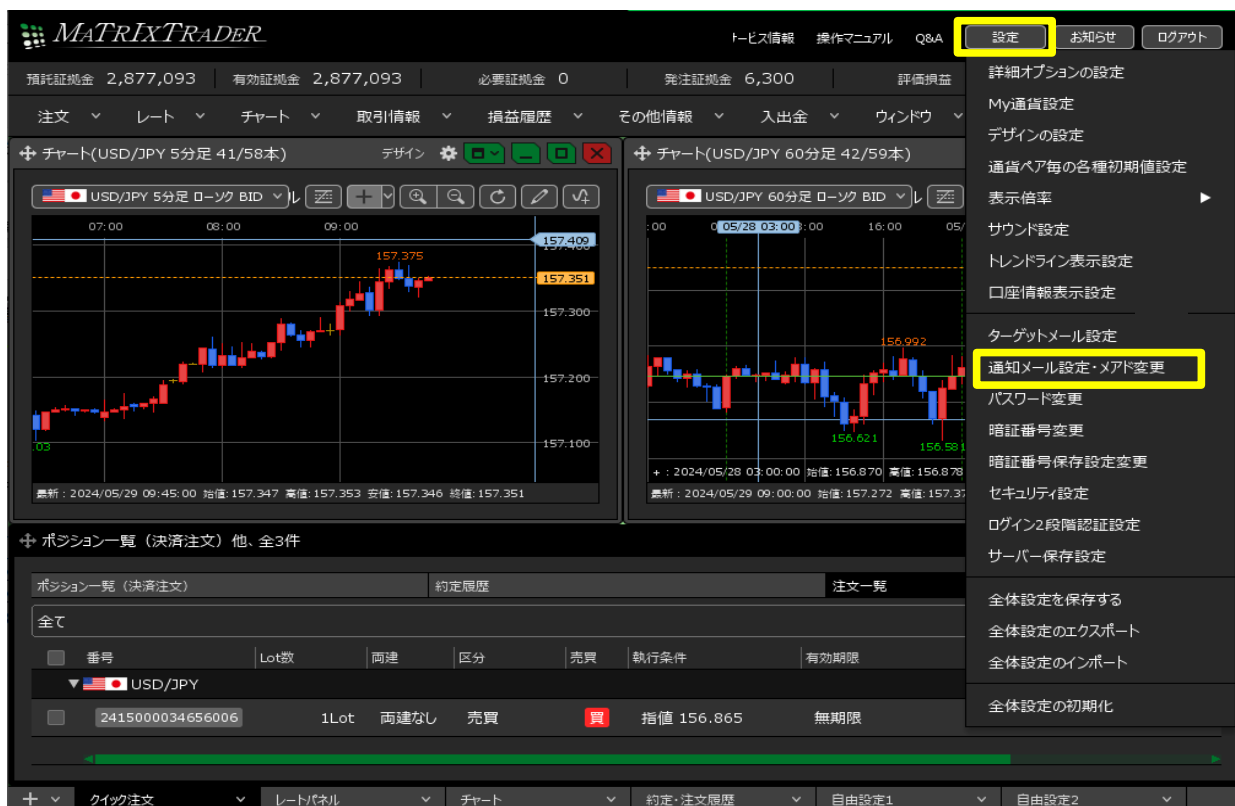 MATRIXTRADER
ービス情報 操作マニュアル Q&A 設定 お知らせ ログアウト
預託証拠金 2,877,093 有効証拠金 2,877,093 必要証拠金 0 発注証拠金 6,300 評価損益
注文 レート チャート 取引情報 損益履歴 その他情報 入出金 ウィンドウ
チャート(USD/JPY 5分足 41/58本) デザイン
チャート(USD/JPY 60分足 42/59本)
USD/JPY 5分足 ローソク BID
USD/JPY 60分足 ローソク BID
07:00 08:00 09:00
157.409
157.375
157.351
157.300
157.200
157.100
.03
最新 : 2024/05/29 09:45:00 始値:157.347 高値:157.353 安値:157.346 終値:157.351
:00 05/28 03:00 :00 16:00 05/
156.992
156.621
156.581
+ : 2024/05/28 03:00:00 始値:156.870 高値:156.878
最新 : 2024/05/29 09:00:00 始値:157.272 高値:157.37
詳細オプションの設定
My通貨設定
デザインの設定
通貨ペア毎の各種初期値設定
表示倍率
サウンド設定
トレンドライン表示設定
口座情報表示設定
ターゲットメール設定
通知メール設定・メアド変更
パスワード変更
暗証番号変更
暗証番号保存設定変更
セキュリティ設定
ログイン2段階認証設定
サーバー保存設定
全体設定を保存する
全体設定のエクスポート
全体設定のインポート
全体設定の初期化
ポジション一覧（決済注文）他、全3件
ポジション一覧（決済注文） 約定履歴 注文一覧
全て
番号 Lot数 両建 区分 売買 執行条件 有効期限
USD/JPY
2415000034656006 1Lot 両建なし 売買 買 指値 156.865 無期限
クイック注文 レートパネル チャート 約定・注文履歴 自由設定1 自由設定2